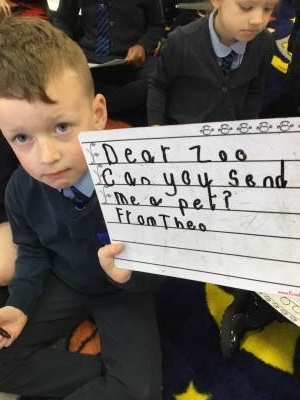 Dear Zoo
Can you send
me a pet?
From Theo